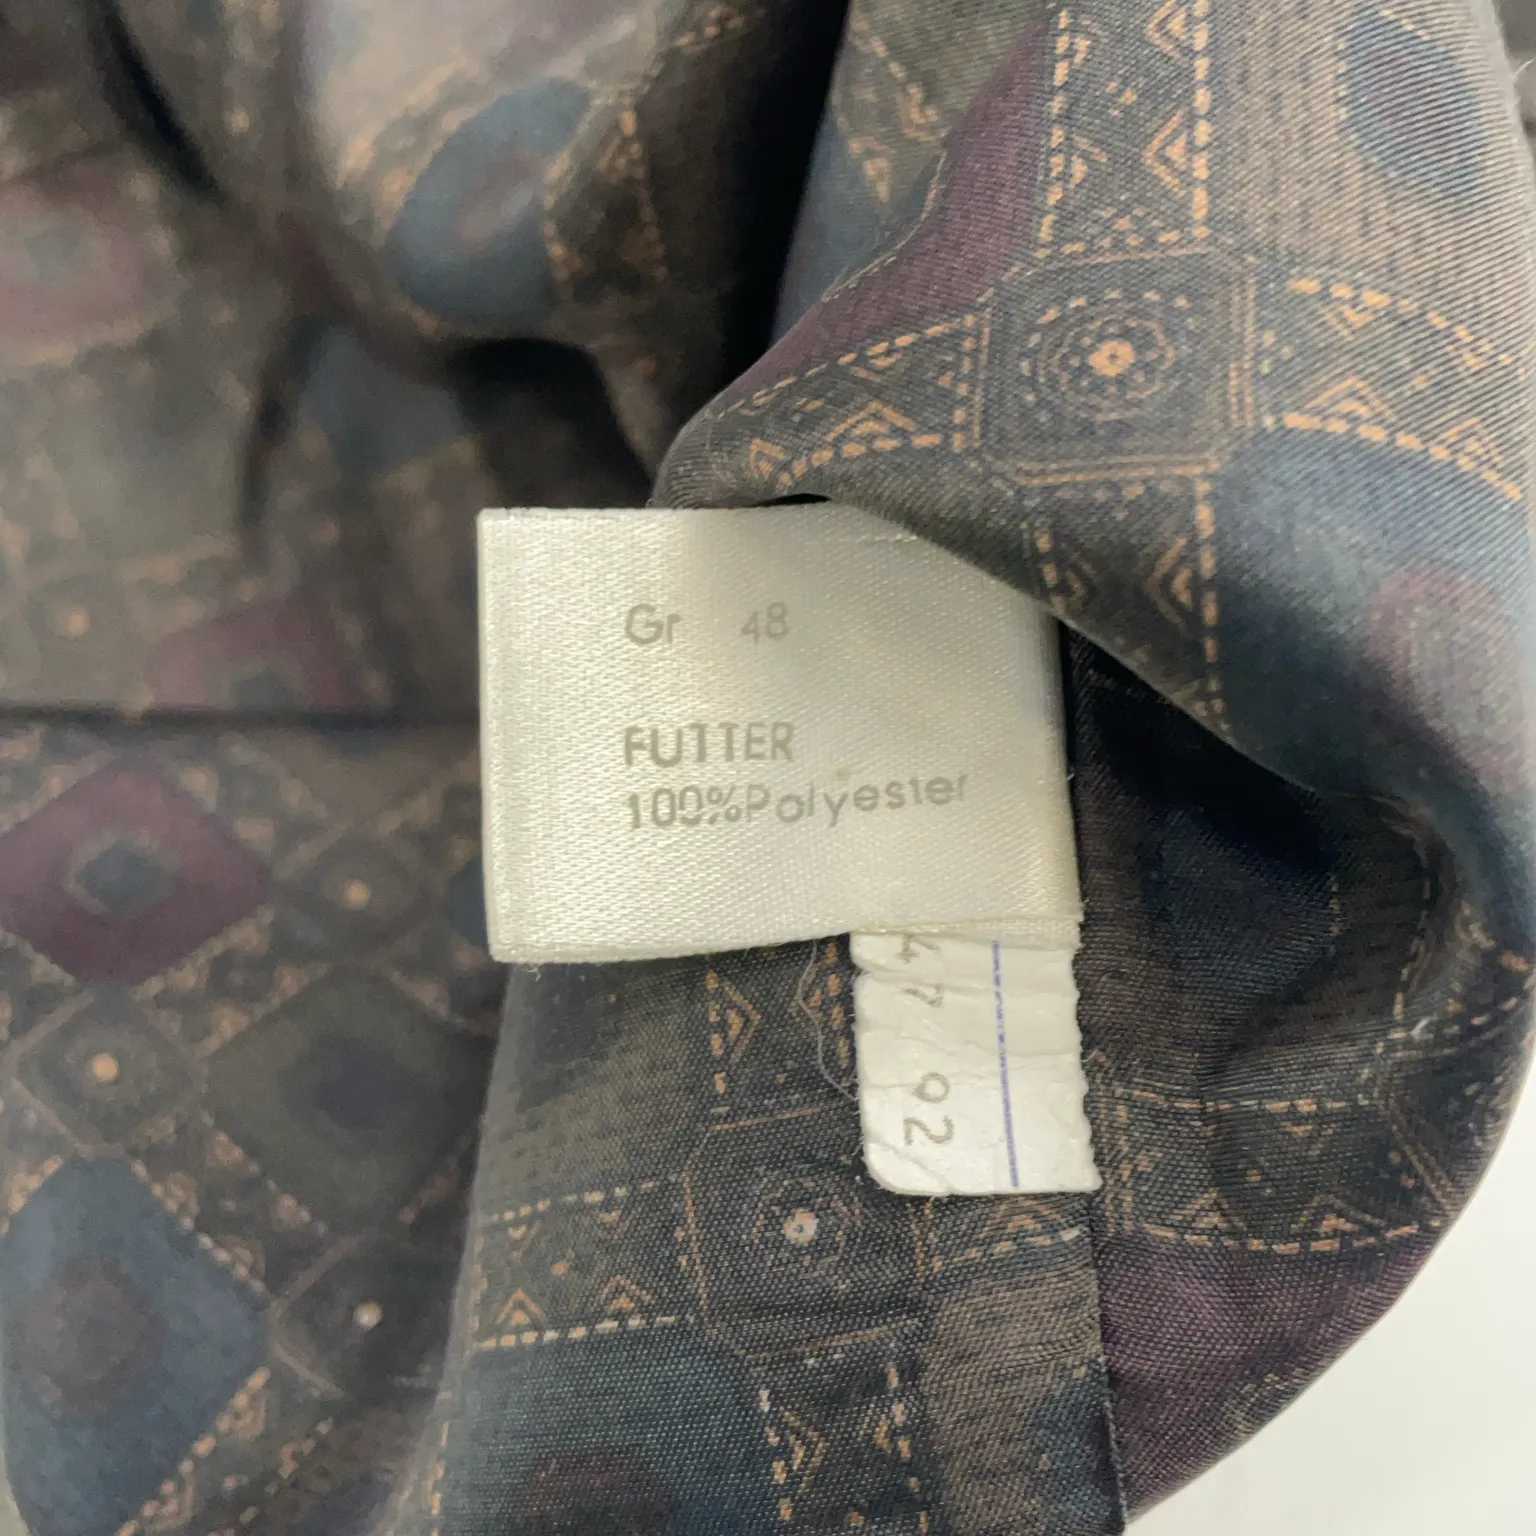 Gr 48
FUTTER
100%Polyester
47 92